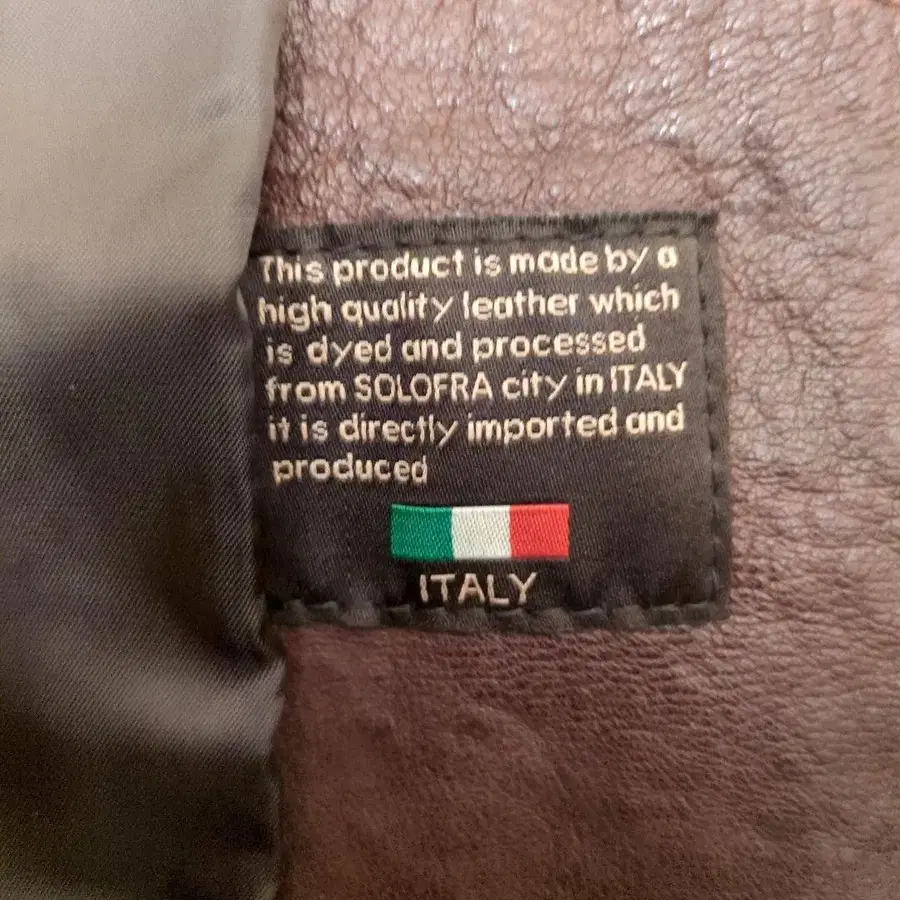 This product is made by a
high quality leather which
is dyed and processed
from SOLOFRA city in ITALY
it is directly imported and
produced
ITALY